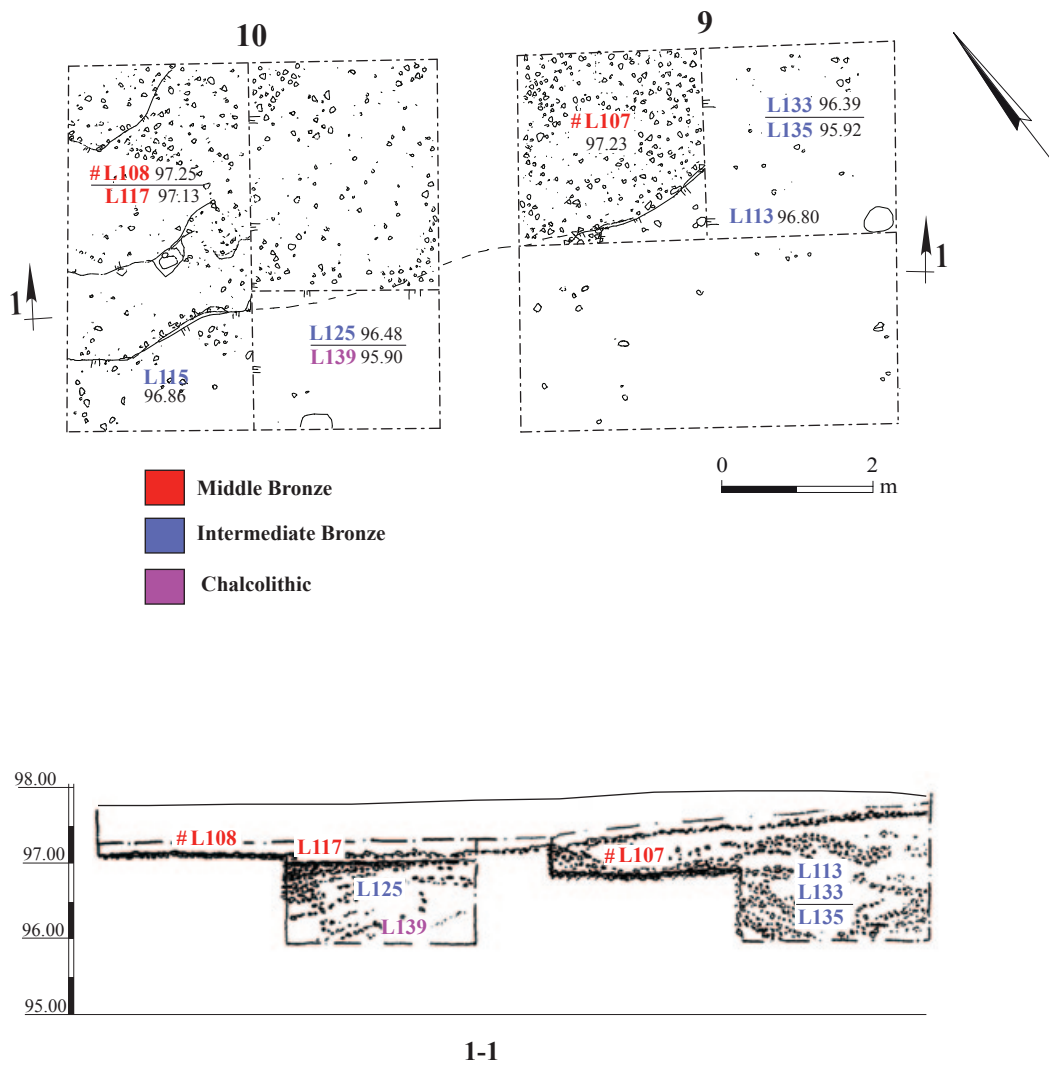 10
9
#L108 97.25
L117 97.13
#L107
97.23
L133 96.39
L135 95.92
L113 96.80
1
1
L125 96.48
L139 95.90
L115
96.86
0 2
m
Middle Bronze
Intermediate Bronze
Chalcolithic
98.00
97.00
96.00
95.00
#L108
L117
L125
L139
#L107
L113
L133
L135
1-1